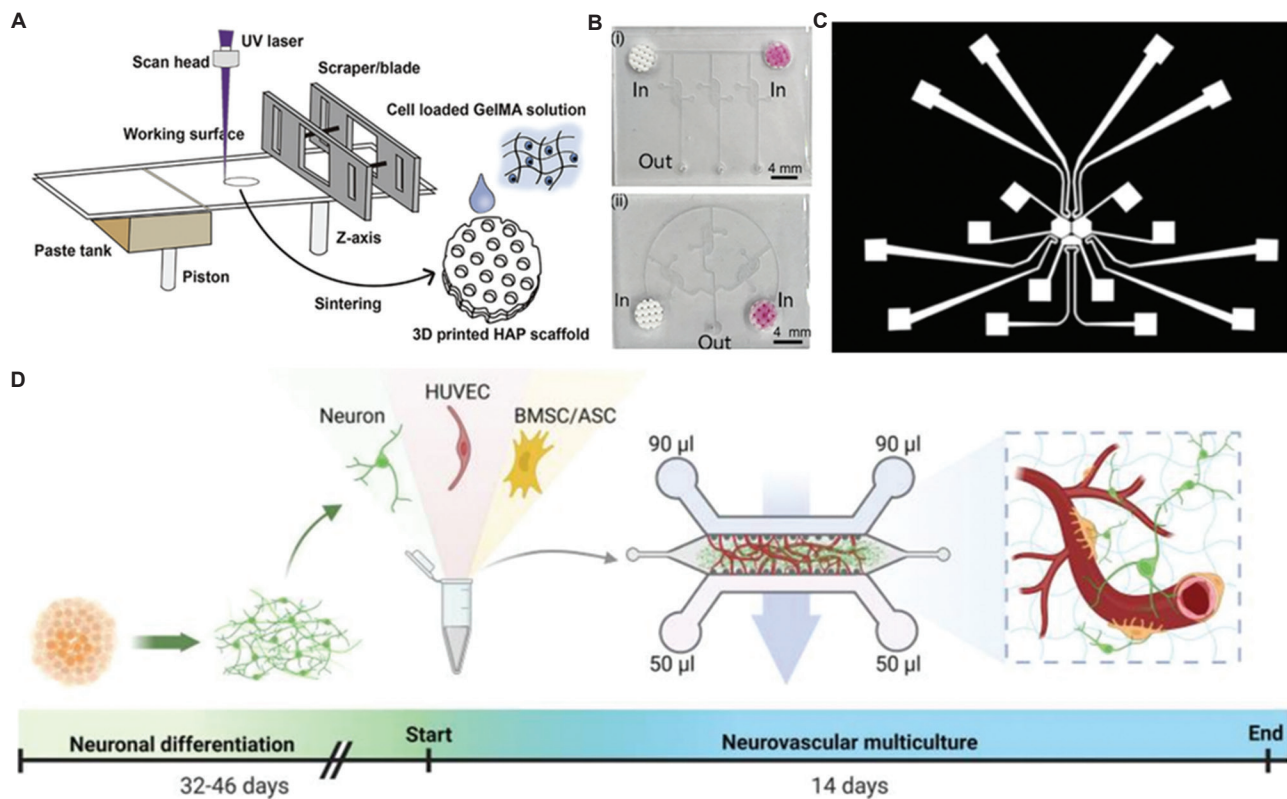 A
UV laser
Scan head
Scraper/blade
Cell loaded GelMA solution
Working surface
Paste tank
Piston
Z-axis
Sintering
3D printed HAP scaffold
B
(i)
In
In
Out
4 mm
(ii)
In
In
Out
4 mm
C
D
Neuron
HUVEC
BMSC/ASC
90 µl
90 µl
50 µl
50 µl
Neuronal differentiation
Start
Neurovascular multiculture
End
32-46 days
14 days